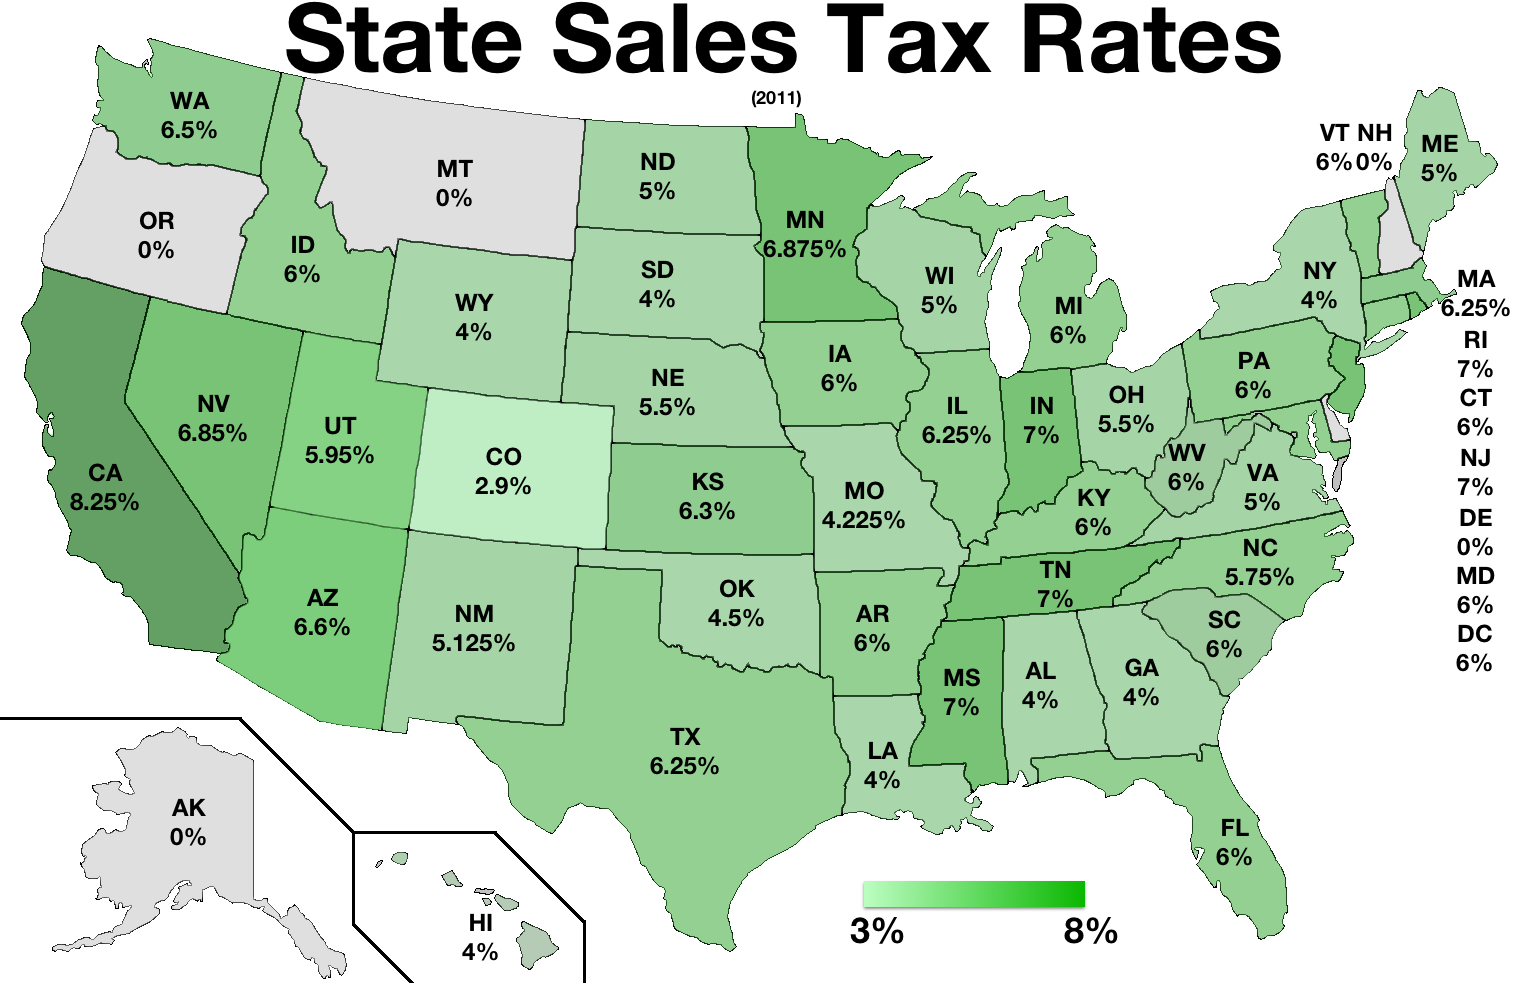 State Sales Tax Rates
(2011)
WA
6.5%
OR
0%
CA
8.25%
NV
6.85%
ID
6%
MT
0%
WY
4%
UT
5.95%
AZ
6.6%
CO
2.9%
NM
5.125%
ND
5%
SD
4%
NE
5.5%
KS
6.3%
OK
4.5%
TX
6.25%
MN
6.875%
IA
6%
MO
4.225%
AR
6%
LA
4%
WI
5%
IL
6.25%
MI
6%
IN
7%
OH
5.5%
KY
6%
TN
7%
MS
7%
AL
4%
GA
4%
FL
6%
SC
6%
NC
5.75%
VA
5%
WV
6%
PA
6%
NY
4%
VT NH
6% 0%
ME
5%
MA
6.25%
RI
7%
CT
6%
NJ
7%
DE
0%
MD
6%
DC
6%
AK
0%
HI
4%
3% 8%